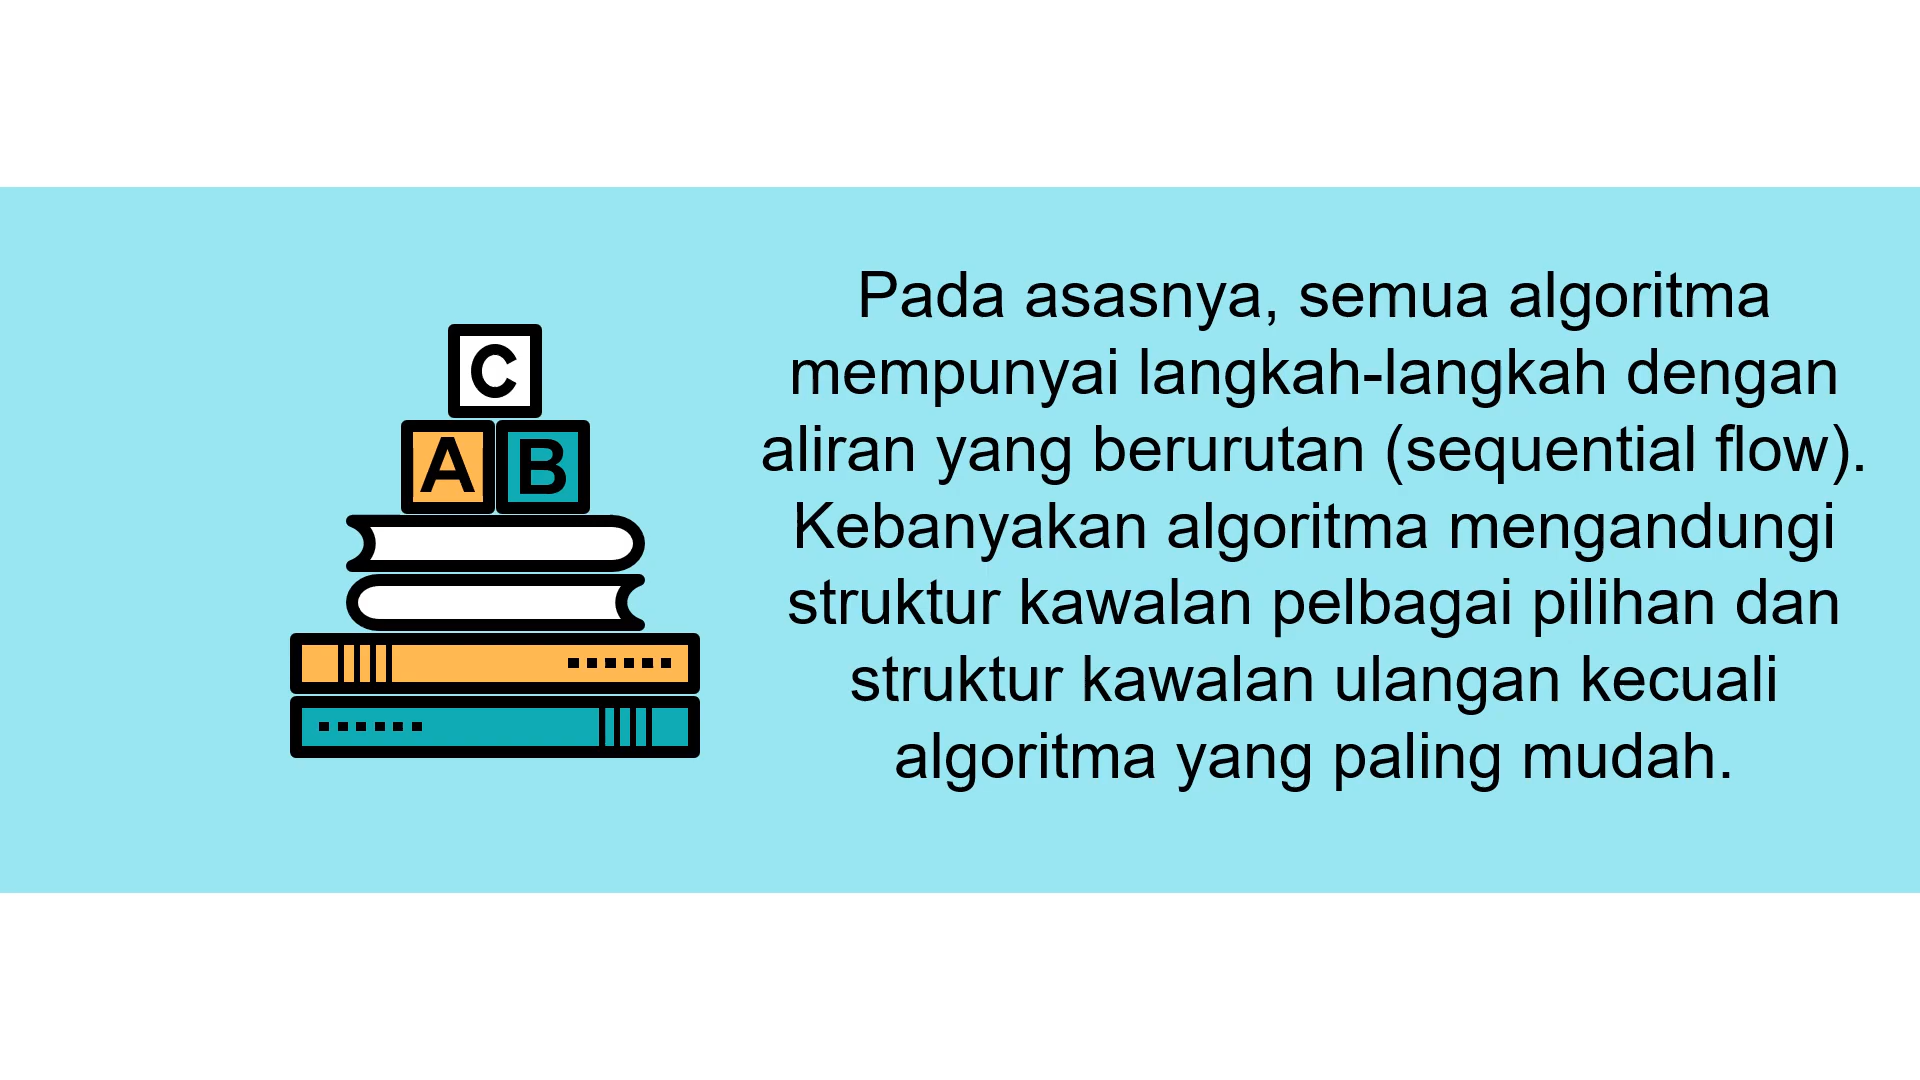 C
A B
Pada asasnya, semua algoritma
mempunyai langkah-langkah dengan
aliran yang berurutan (sequential flow).
Kebanyakan algoritma mengandungi
struktur kawalan pelbagai pilihan dan
struktur kawalan ulangan kecuali
algoritma yang paling mudah.